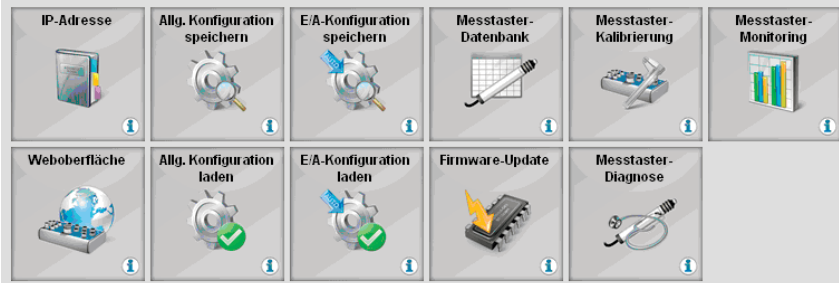 IP-Adresse
Allg. Konfiguration
speichern
E/A-Konfiguration
speichern
Messtaster-
Datenbank
Messtaster-
Kalibrierung
Messtaster-
Monitoring
Weboberfläche
Allg. Konfiguration
laden
E/A-Konfiguration
laden
Firmware-Update
Messtaster-
Diagnose